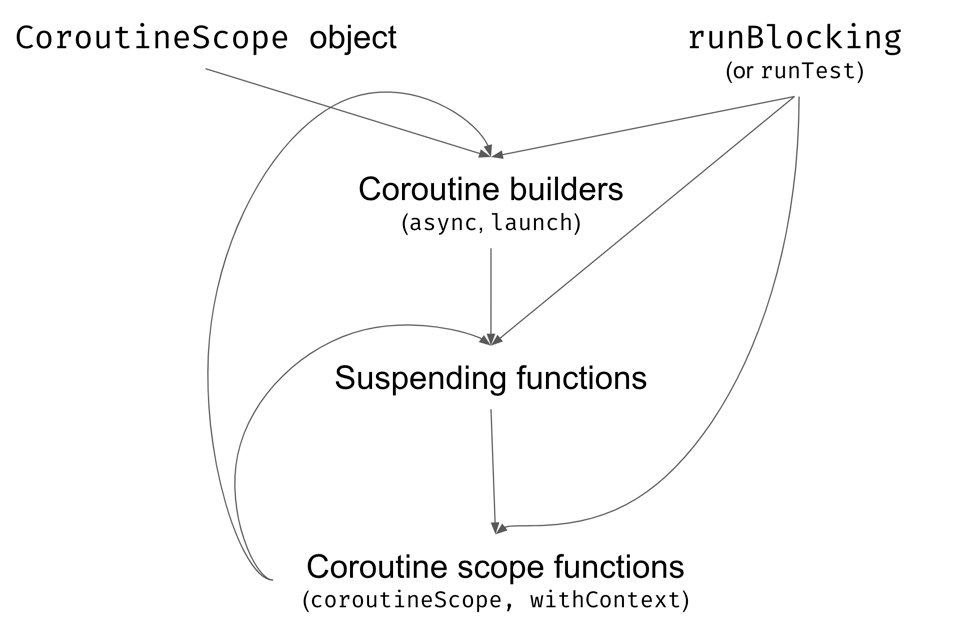 CoroutineScope object
runBlocking
(or runTest)
Coroutine builders
(async, launch)
Suspending functions
Coroutine scope functions
(coroutineScope, withContext)